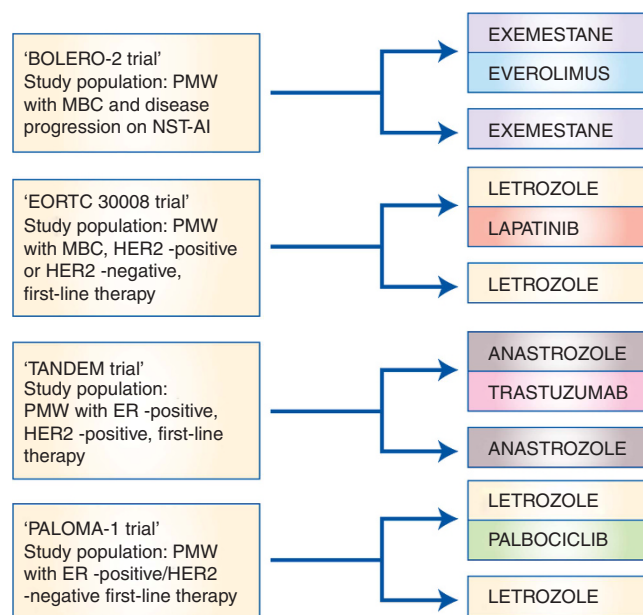 ‘BOLERO-2 trial’
Study population: PMW
with MBC and disease
progression on NST-AI
EXEMESTANE
EVEROLIMUS
EXEMESTANE
‘EORTC 30008 trial’
Study population: PMW
with MBC, HER2 -positive
or HER2 -negative,
first-line therapy
LETROZOLE
LAPATINIB
LETROZOLE
‘TANDEM trial’
Study population:
PMW with ER -positive,
HER2 -positive, first-line
therapy
ANASTROZOLE
TRASTUZUMAB
ANASTROZOLE
‘PALOMA-1 trial’
Study population: PMW
with ER -positive/HER2
-negative first-line therapy
LETROZOLE
PALBOCICLIB
LETROZOLE